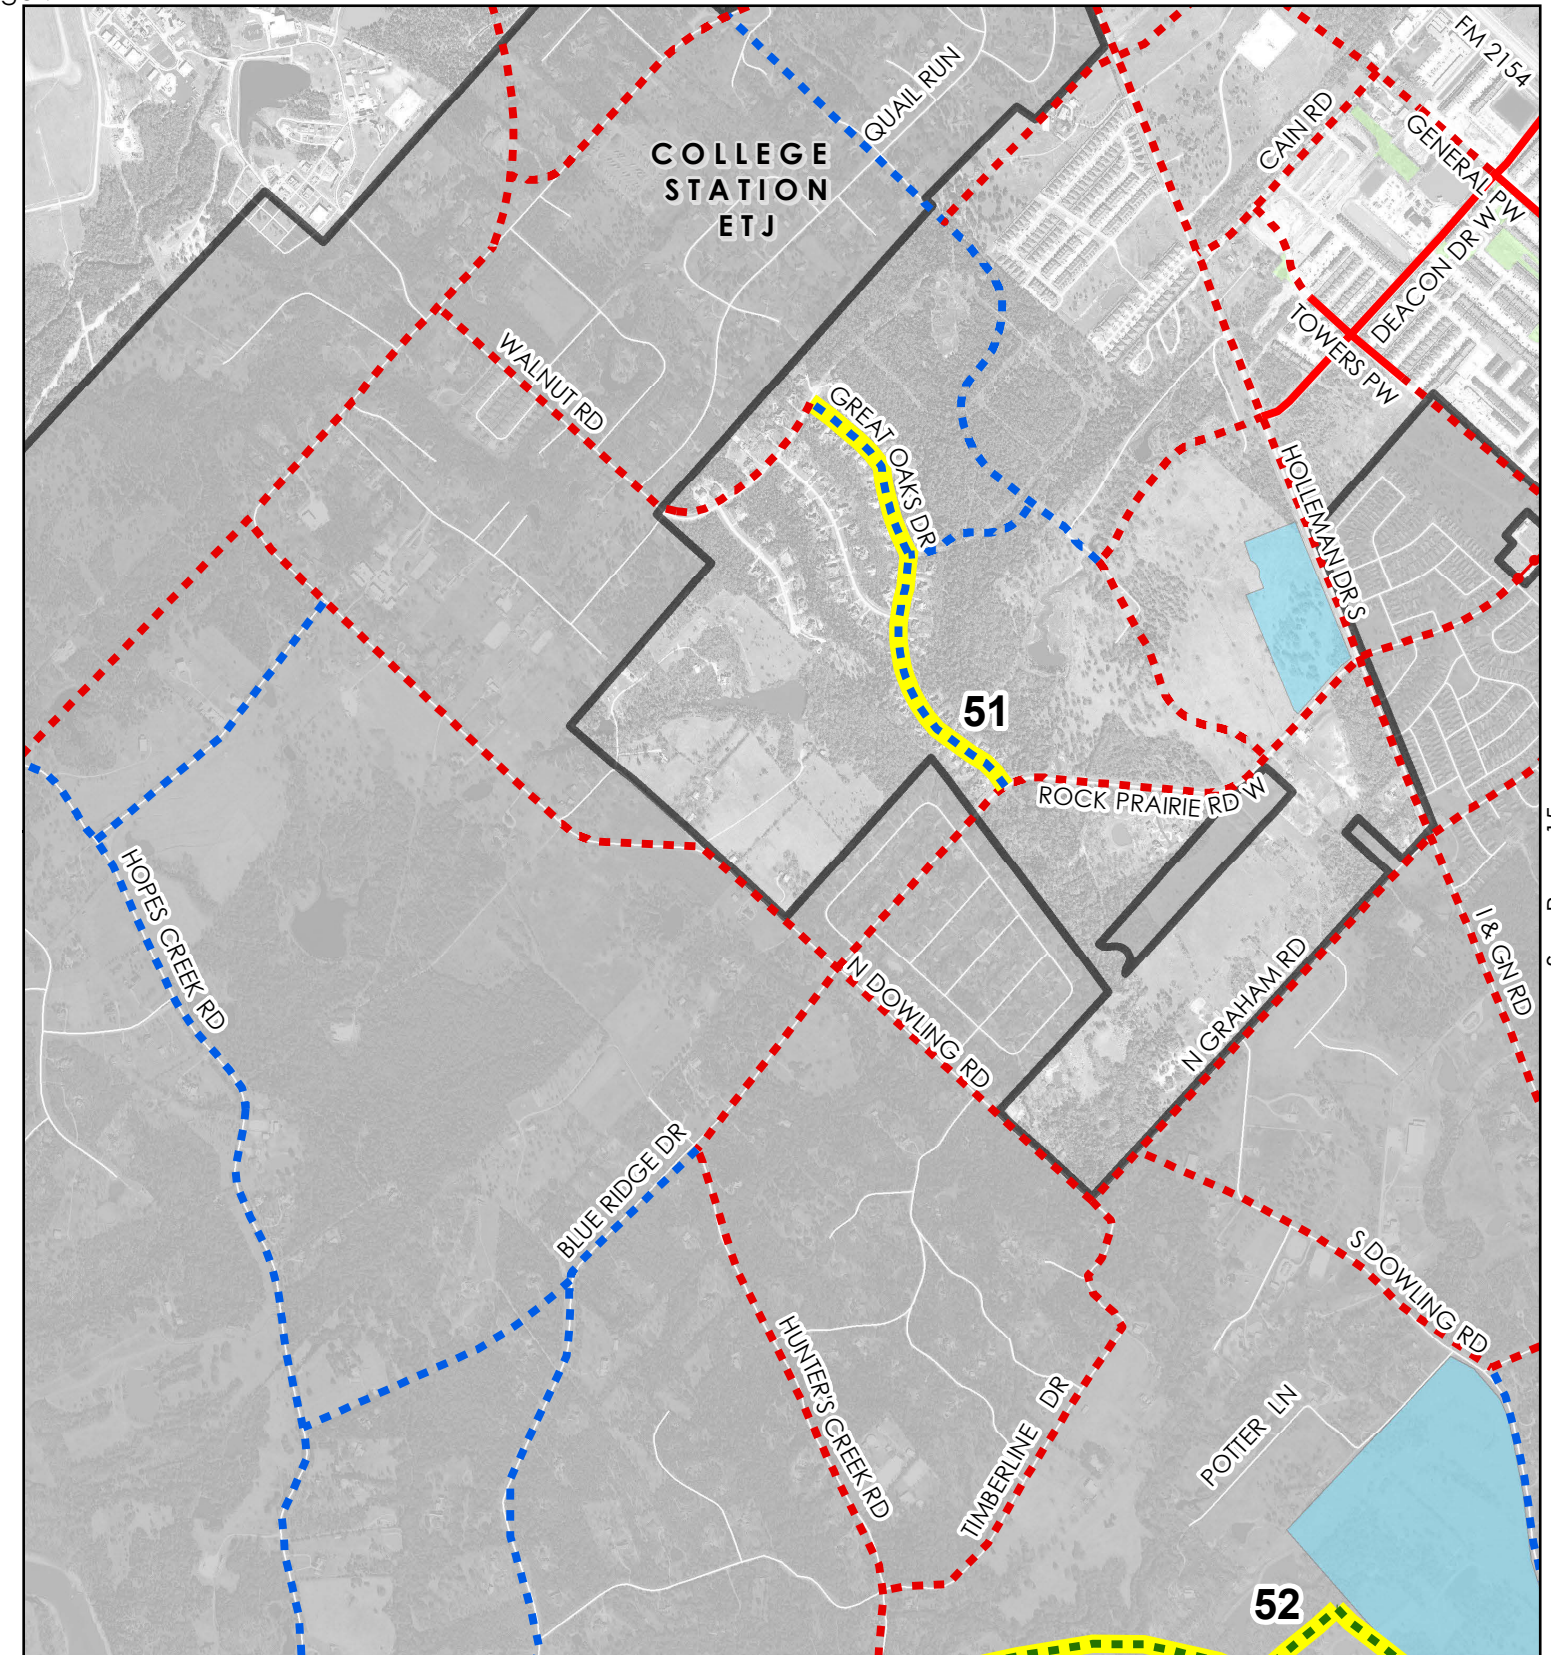 FM 2154
QUAIL RUN
CAIN RD
GENERAL PW
COLLEGE
STATION
ETJ
DEACON DR W
TOWERS PW
WALNUT RD
GREAT OAKS DR
HOLLEMAN DR S
51
ROCK PRAIRIE RD W
HOPES CREEK RD
I & GN RD
N DOWLING RD
N GRAHAM RD
BLUE RIDGE DR
S DOWLING RD
HUNTER'S CREEK RD
TIMBERLINE DR
POTTER LN
52